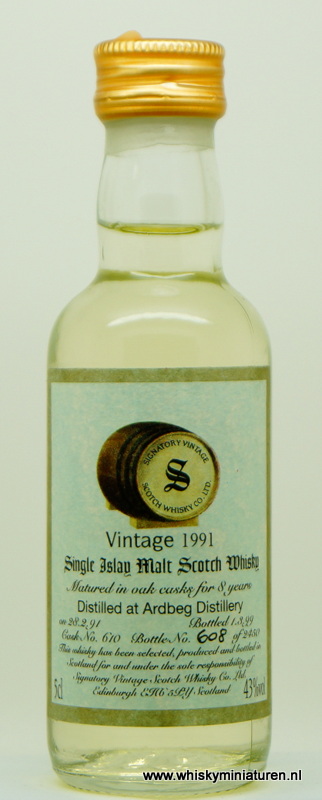 SIGNATORY VINTAGE
S
SCOTCH WHISKY CO. LTD.
Vintage 1991
Single Islay Malt Scotch Whisky
Matured in oak casks for 8 years
Distilled at Ardbeg Distillery
on 28.2.91 Bottled 1.3.99
Cask No. 610 Bottle No. 608 of 2450
This whisky has been selected, produced and bottled in
Scotland for and under the sole responsibility of
Signatory Vintage Scotch Whisky Co. Ltd.
5cl Edinburgh EH6 5PY Scotland 43%vol
www.whiskyminiaturen.nl